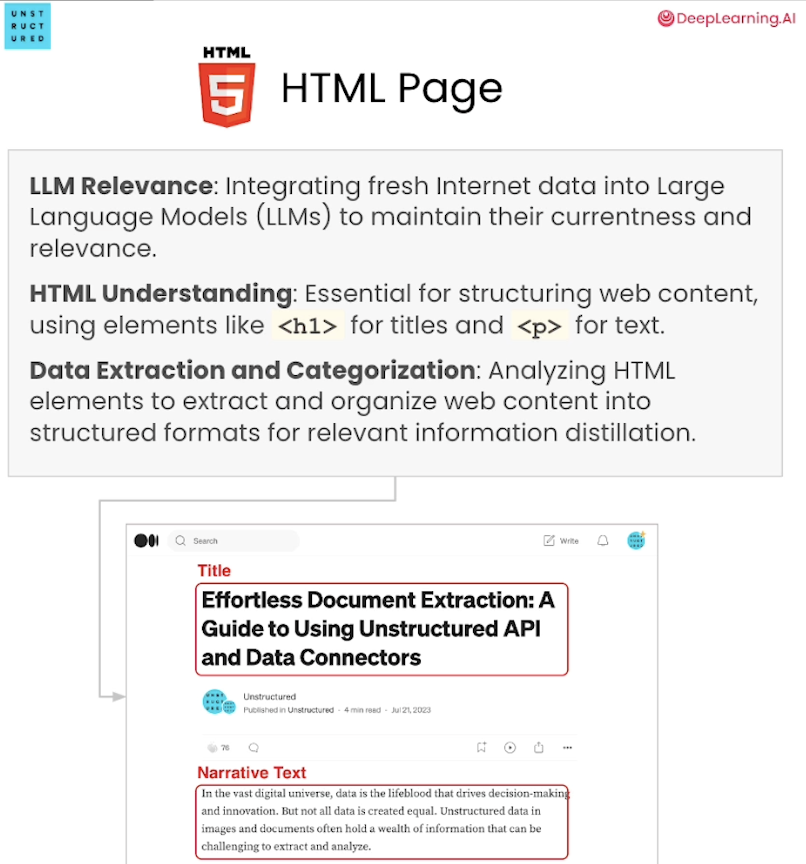 UNST
RUCT
URED
DeepLearning.AI
HTML
5
HTML Page
LLM Relevance: Integrating fresh Internet data into Large
Language Models (LLMs) to maintain their currentness and
relevance.
HTML Understanding: Essential for structuring web content,
using elements like <h1> for titles and <p> for text.
Data Extraction and Categorization: Analyzing HTML
elements to extract and organize web content into
structured formats for relevant information distillation.
Search
Write
Title
Effortless Document Extraction: A
Guide to Using Unstructured API
and Data Connectors
Unstructured
Published in Unstructured - 4 min read - Jul 21, 2023
76
Narrative Text
In the vast digital universe, data is the lifeblood that drives decision-making
and innovation. But not all data is created equal. Unstructured data in
images and documents often hold a wealth of information that can be
challenging to extract and analyze.